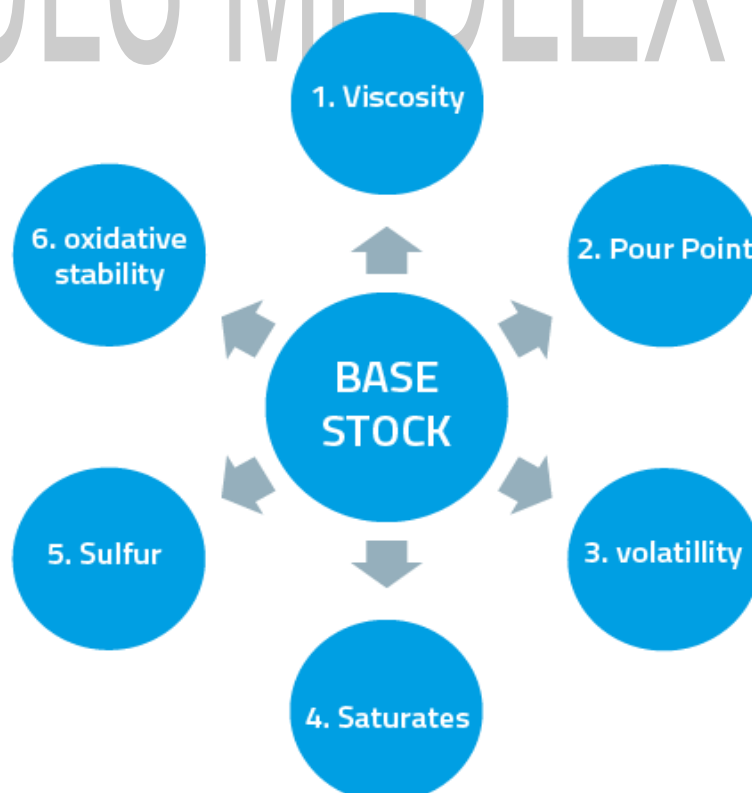 1. Viscosity
2. Pour Point
3. volatillity
4. Saturates
5. Sulfur
6. oxidative
stability
BASE
STOCK